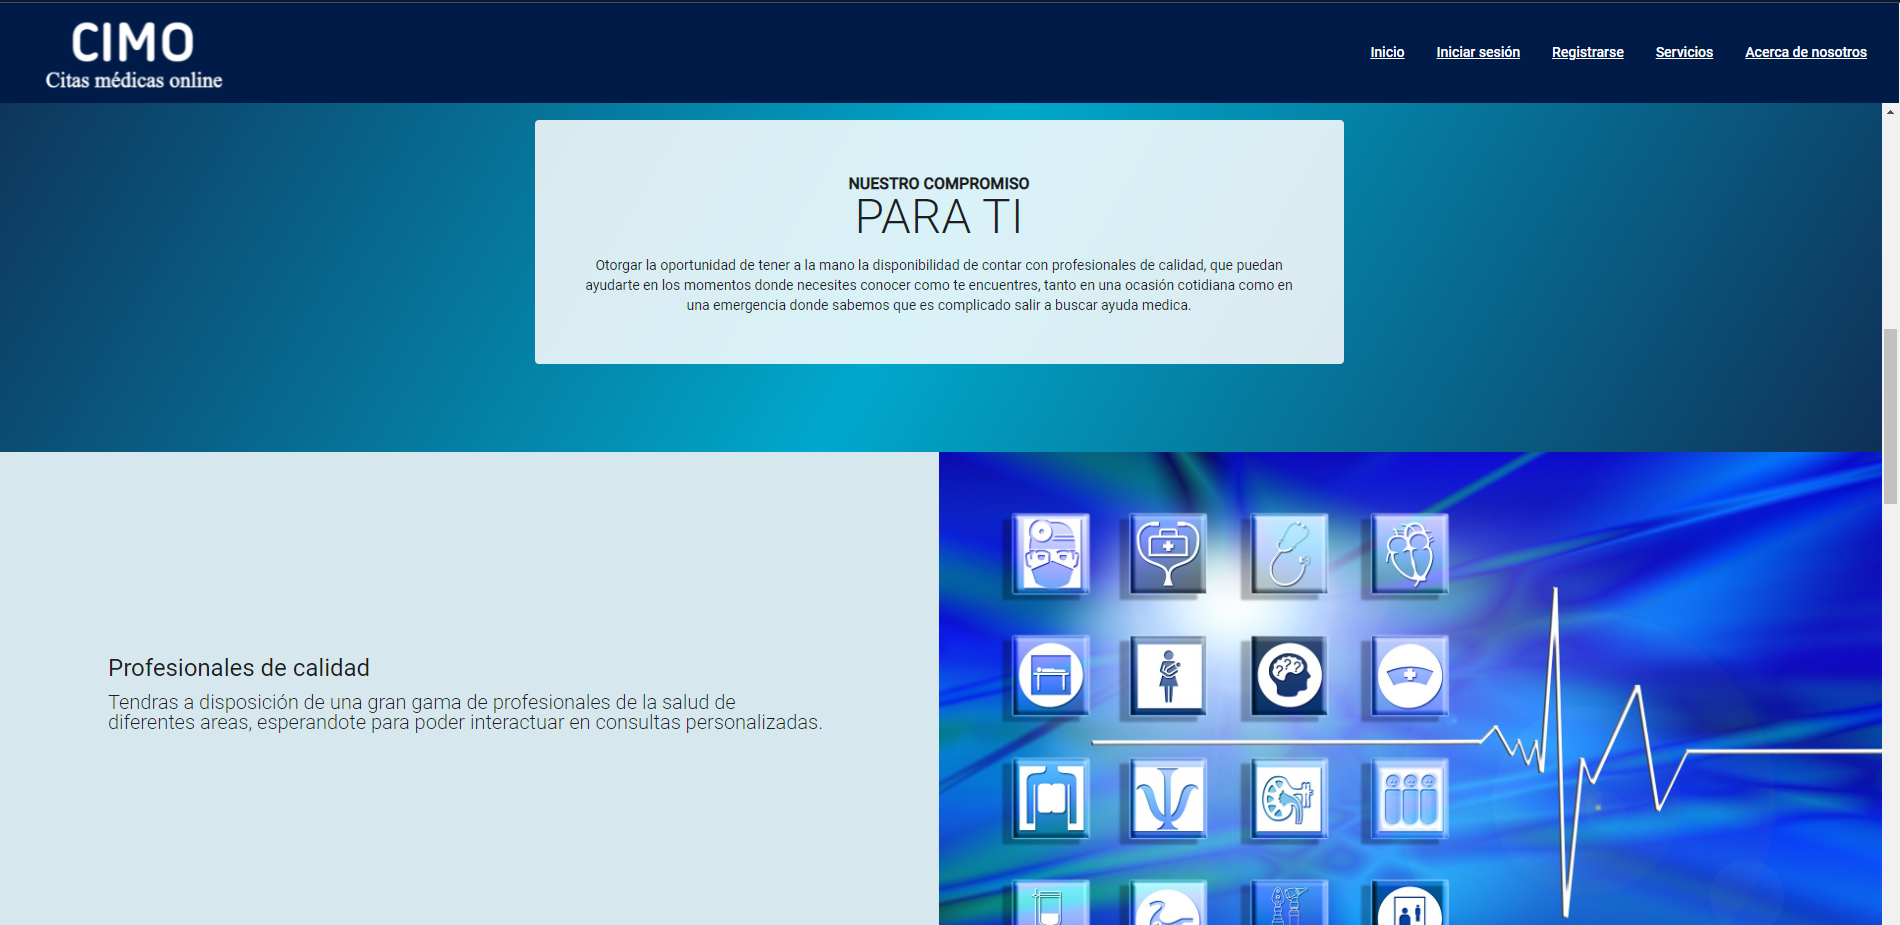 CIMO
Citas médicas online
Inicio
Iniciar sesión
Registrarse
Servicios
Acerca de nosotros
NUESTRO COMPROMISO
PARA TI
Otorgar la oportunidad de tener a la mano la disponibilidad de contar con profesionales de calidad, que puedan
ayudarte en los momentos donde necesites conocer como te encuentres, tanto en una ocasión cotidiana como en
una emergencia donde sabemos que es complicado salir a buscar ayuda medica.
Profesionales de calidad
Tendras a disposición de una gran gama de profesionales de la salud de
diferentes areas, esperandote para poder interactuar en consultas personalizadas.
???